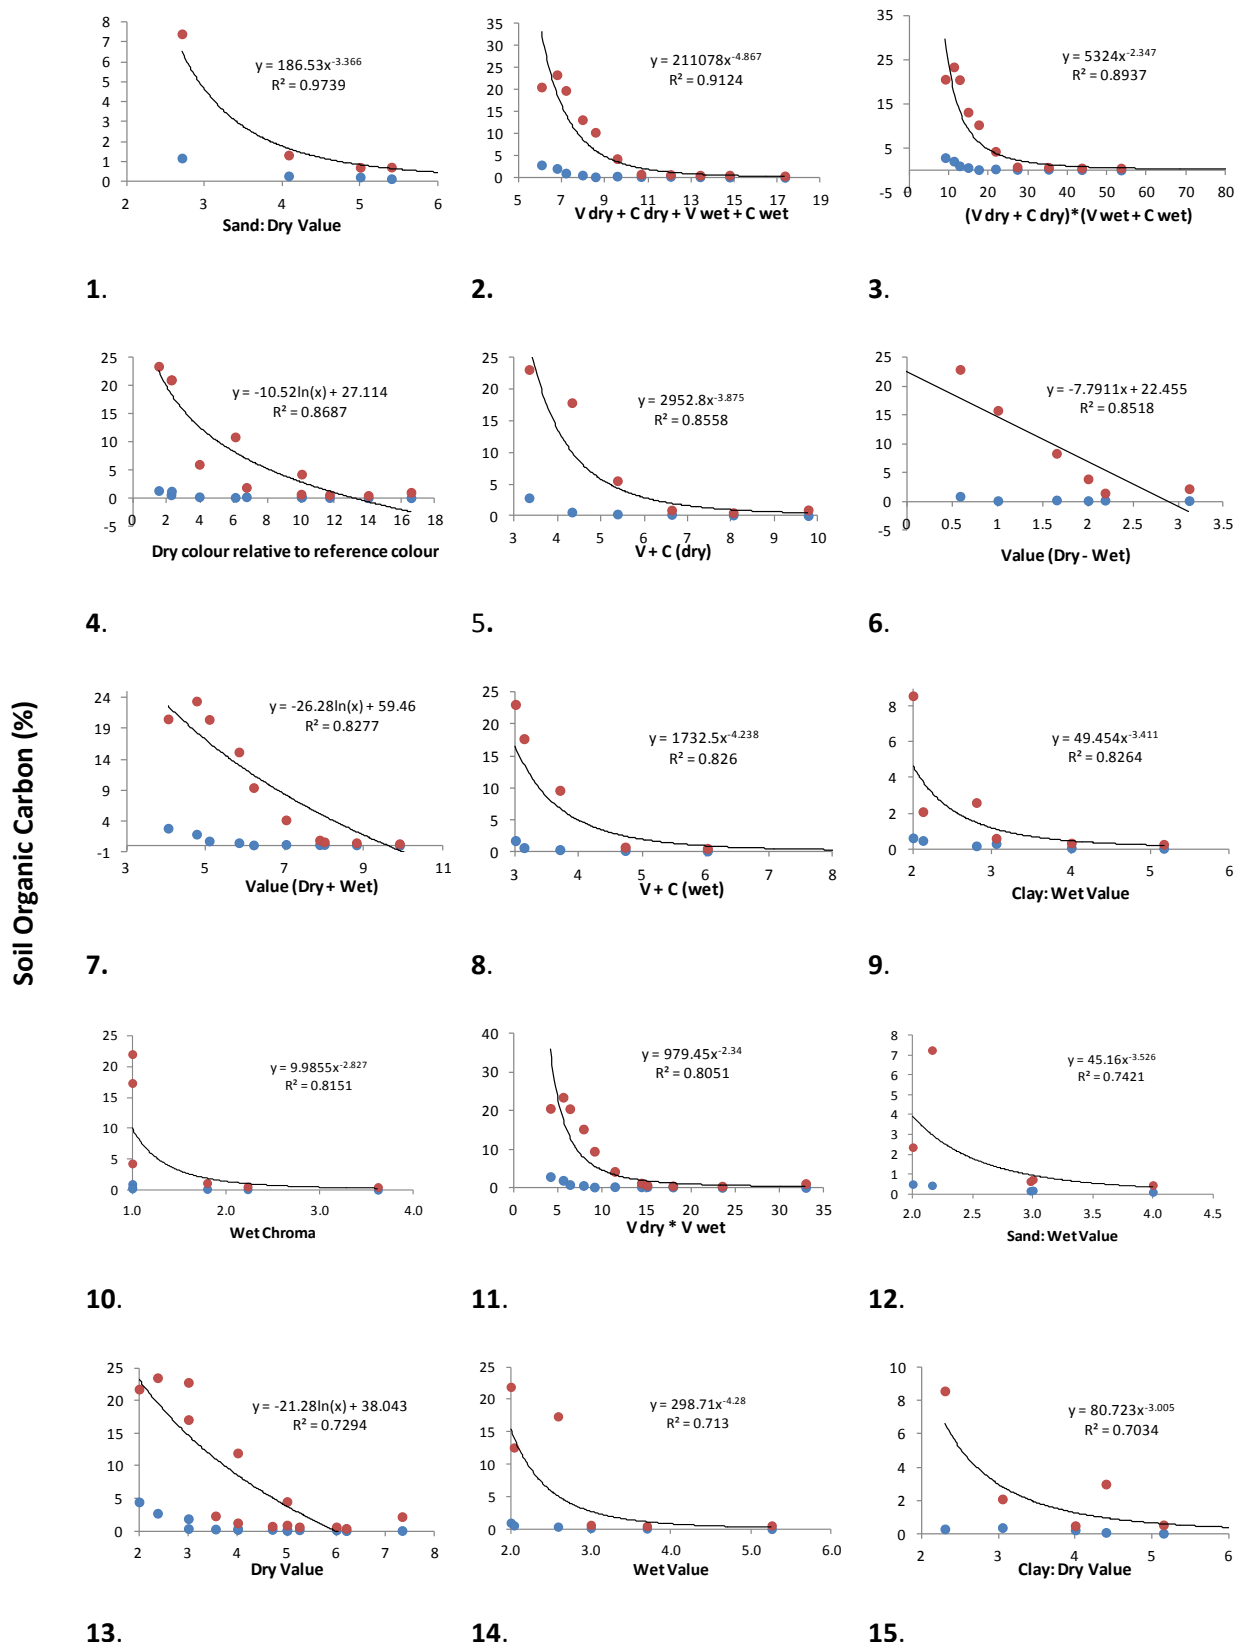 Soil Organic Carbon (%)
8
7
6
5
4
3
2
1
0
y = 186.53x^-3.366
R² = 0.9739
2 3 4 5 6
Sand: Dry Value
1.
35
30
25
20
15
10
5
0
y = 211078x^-4.867
R² = 0.9124
5 7 9 11 13 15 17 19
V dry + C dry + V wet + C wet
2.
35
25
15
5
-5
y = 5324x^-2.347
R² = 0.8937
0 10 20 30 40 50 60 70 80
(V dry + C dry)*(V wet + C wet)
3.
25
20
15
10
5
0
-5
y = -10.52ln(x) + 27.114
R² = 0.8687
0 2 4 6 8 10 12 14 16 18
Dry colour relative to reference colour
4.
25
20
15
10
5
0
y = 2952.8x^-3.875
R² = 0.8558
3 4 5 6 7 8 9 10
V + C (dry)
5.
25
20
15
10
5
0
-5
y = -7.7911x + 22.455
R² = 0.8518
0 0.5 1 1.5 2 2.5 3 3.5
Value (Dry - Wet)
6.
24
19
14
9
4
-1
y = -26.28ln(x) + 59.46
R² = 0.8277
3 5 7 9 11
Value (Dry + Wet)
7.
25
20
15
10
5
0
y = 1732.5x^-4.238
R² = 0.826
3 4 5 6 7 8
V + C (wet)
8.
8
6
4
2
0
y = 49.454x^-3.411
R² = 0.8264
2 3 4 5 6
Clay: Wet Value
9.
25
20
15
10
5
0
y = 9.9855x^-2.827
R² = 0.8151
1.0 2.0 3.0 4.0
Wet Chroma
10.
40
30
20
10
0
y = 979.45x^-2.34
R² = 0.8051
0 5 10 15 20 25 30 35
V dry * V wet
11.
8
7
6
5
4
3
2
1
0
y = 45.16x^-3.526
R² = 0.7421
2.0 2.5 3.0 3.5 4.0 4.5
Sand: Wet Value
12.
25
20
15
10
5
0
y = -21.28ln(x) + 38.043
R² = 0.7294
2 3 4 5 6 7 8
Dry Value
13.
25
20
15
10
5
0
y = 298.71x^-4.28
R² = 0.713
2.0 3.0 4.0 5.0 6.0
Wet Value
14.
10
8
6
4
2
0
y = 80.723x^-3.005
R² = 0.7034
2 3 4 5 6
Clay: Dry Value
15.